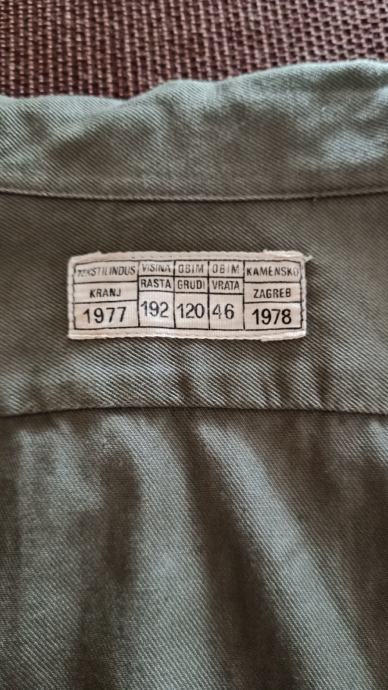 TEKSTILINDUS
KRANJ
1977
VISINA
RASTA
192
OBIM
GRUDI
120
OBIM
VRATA
46
KAMENSKO
ZAGREB
1978